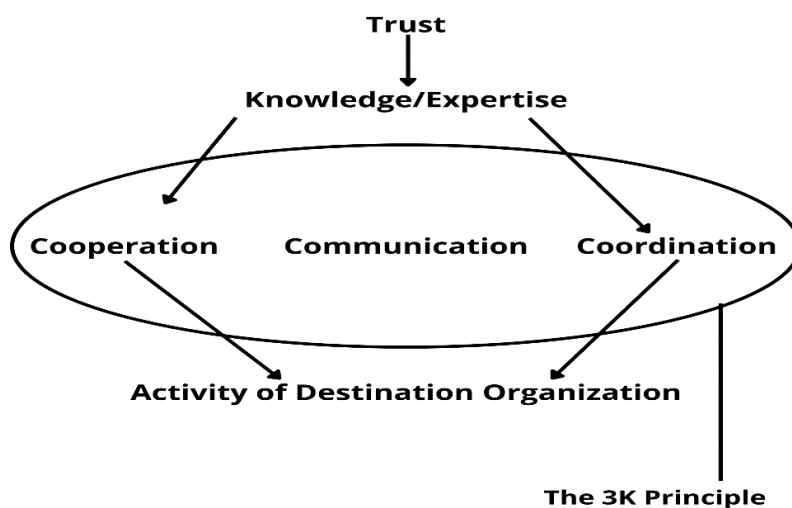 Trust
Knowledge/Expertise
Cooperation Communication Coordination
Activity of Destination Organization
The 3K Principle